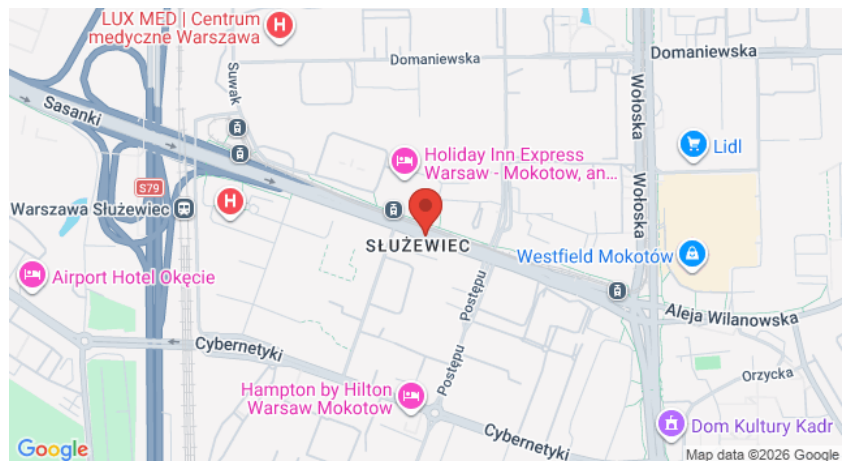 LUX MED | Centrum
medyczne Warszawa
H
Suwak
Domaniewska
Domaniewska
Sasanki
Wołoska
Lidl
Holiday Inn Express
Warsaw - Mokotow, an...
S79
Warszawa Służewiec
H
Wołoska
SŁUŻEWIEC
Westfield Mokotów
Airport Hotel Okęcie
Postępu
Aleja Wilanowska
Cybernetyki
Orzycka
Hampton by Hilton
Warsaw Mokotow
Postępu
Dom Kultury Kadr
Cybernetyki
Google
Map data ©2026 Google